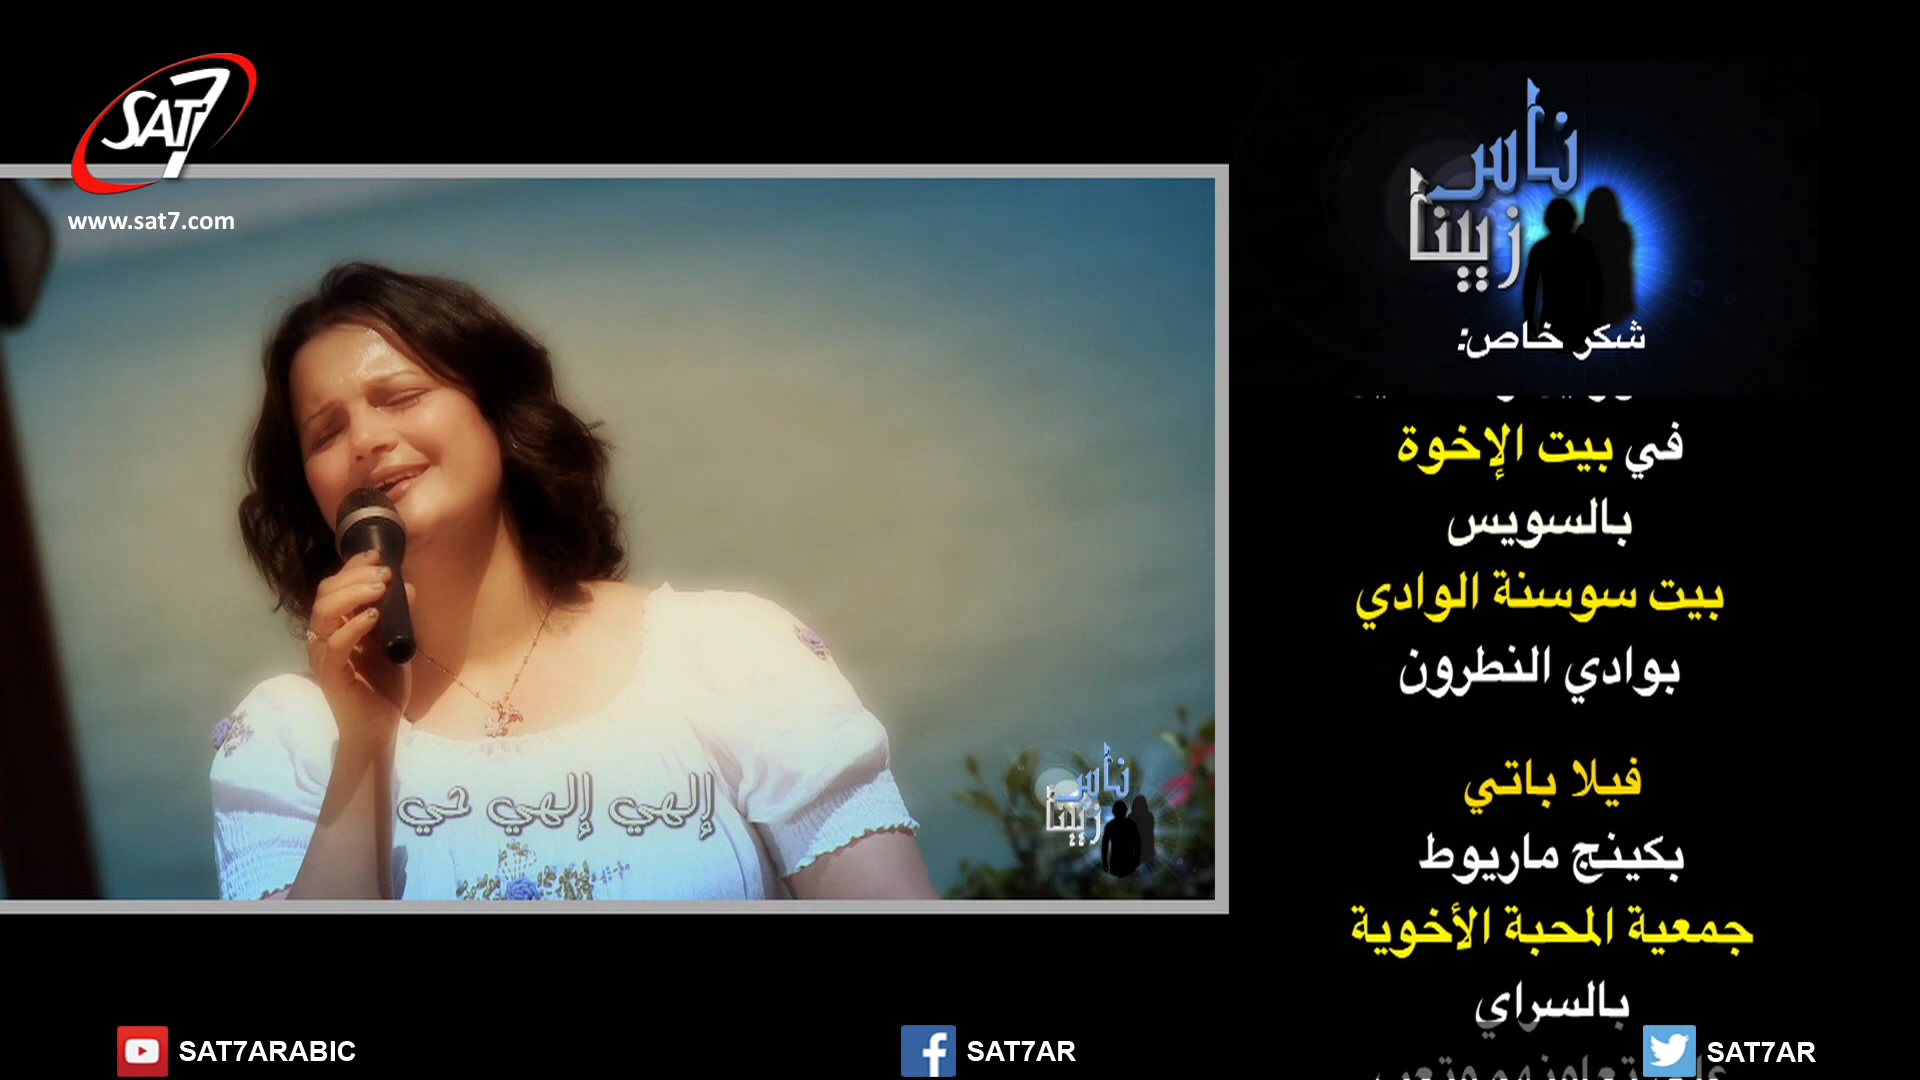 SAT7
www.sat7.com
ناس
زيينا
شكر خاص:
في بيت الإخوة
بالسويس
بيت سوسنة الوادي
بوادي النطرون
فيلا باتي
بكينج ماريوط
جمعية المحبة الأخوية
بالسراي
إلهي إلهي حي
ناس
زيينا
SAT7ARABIC
SAT7AR
SAT7AR